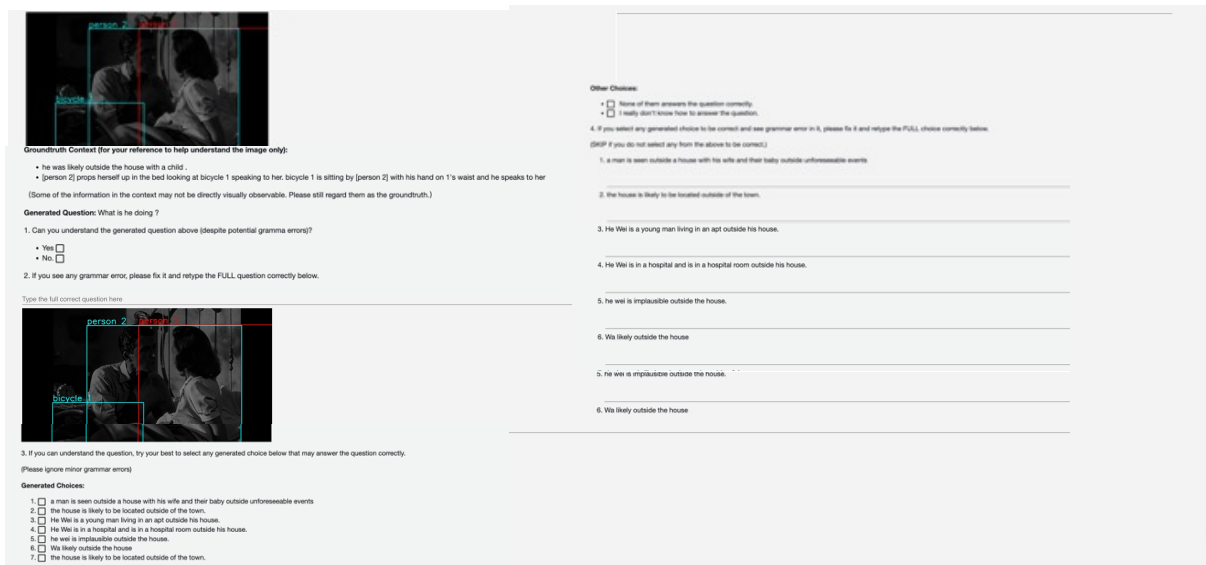 person 2
bicycle 1
Groundtruth Context (for your reference to help understand the image only):
• he was likely outside the house with a child .
• [person 2] props herself up in the bed looking at bicycle 1 speaking to her. bicycle 1 is sitting by [person 2] with his hand on 1's waist and he speaks to her
(Some of the information in the context may not be directly visually observable. Please still regard them as the groundtruth.)
Generated Question: What is he doing ?
1. Can you understand the generated question above (despite potential gramma errors)?
• Yes
• No.
2. If you see any grammar error, please fix it and retype the FULL question correctly below.
Type the full correct question here
person 2
bicycle 1
3. If you can understand the question, try your best to select any generated choice below that may answer the question correctly.
(Please ignore minor grammar errors)
Generated Choices:
1. a man is seen outside a house with his wife and their baby outside unforeseeable events
2. the house is likely to be located outside of the town.
3. He Wei is a young man living in an apt outside his house.
4. He Wei is in a hospital and is in a hospital room outside his house.
5. he wei is implausible outside the house.
6. Wa likely outside the house
7. the house is likely to be located outside of the town.
Other Choices:
• None of them answers the question correctly.
• I really don't know how to answer the question.
4. If you select any generated choice to be correct and see grammar error in it, please fix it and retype the FULL choice correctly below.
(SKIP if you do not select any from the above to be correct.)
1. a man is seen outside a house with his wife and their baby outside unforeseeable events
2. the house is likely to be located outside of the town.
3. He Wei is a young man living in an apt outside his house.
4. He Wei is in a hospital and is in a hospital room outside his house.
5. he wei is implausible outside the house.
6. Wa likely outside the house
5. he wei is implausible outside the house.
6. Wa likely outside the house